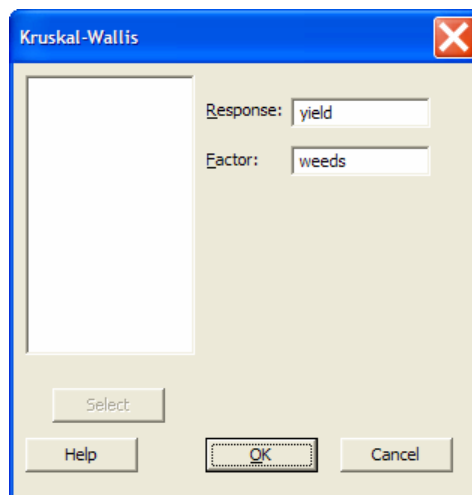 Kruskal-Wallis
Response: yield
Factor: weeds
Select
Help OK Cancel